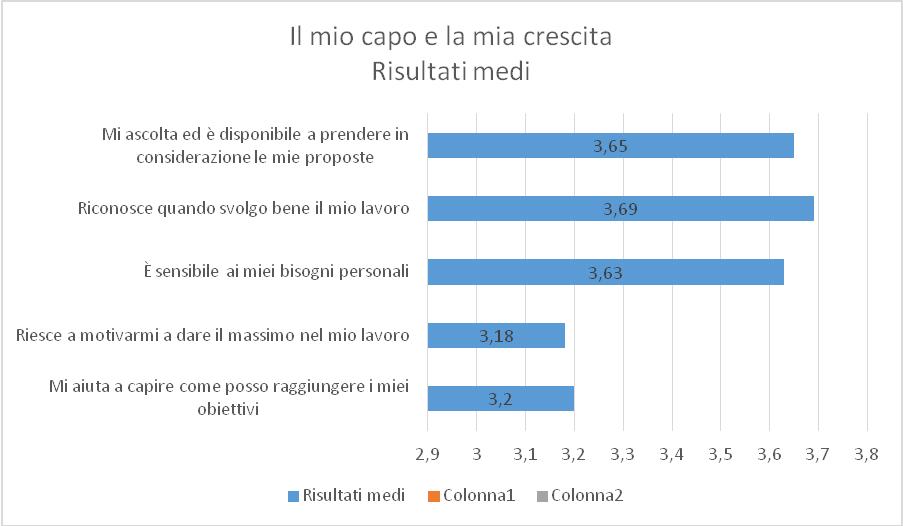 Il mio capo e la mia crescita
Risultati medi
Mi ascolta ed è disponibile a prendere in
considerazione le mie proposte
3,65
Riconosce quando svolgo bene il mio lavoro
3,69
È sensibile ai miei bisogni personali
3,63
Riesce a motivarmi a dare il massimo nel mio lavoro
3,18
Mi aiuta a capire come posso raggiungere i miei
obiettivi
3,2
2,9 3 3,1 3,2 3,3 3,4 3,5 3,6 3,7 3,8
Risultati medi Colonna1 Colonna2